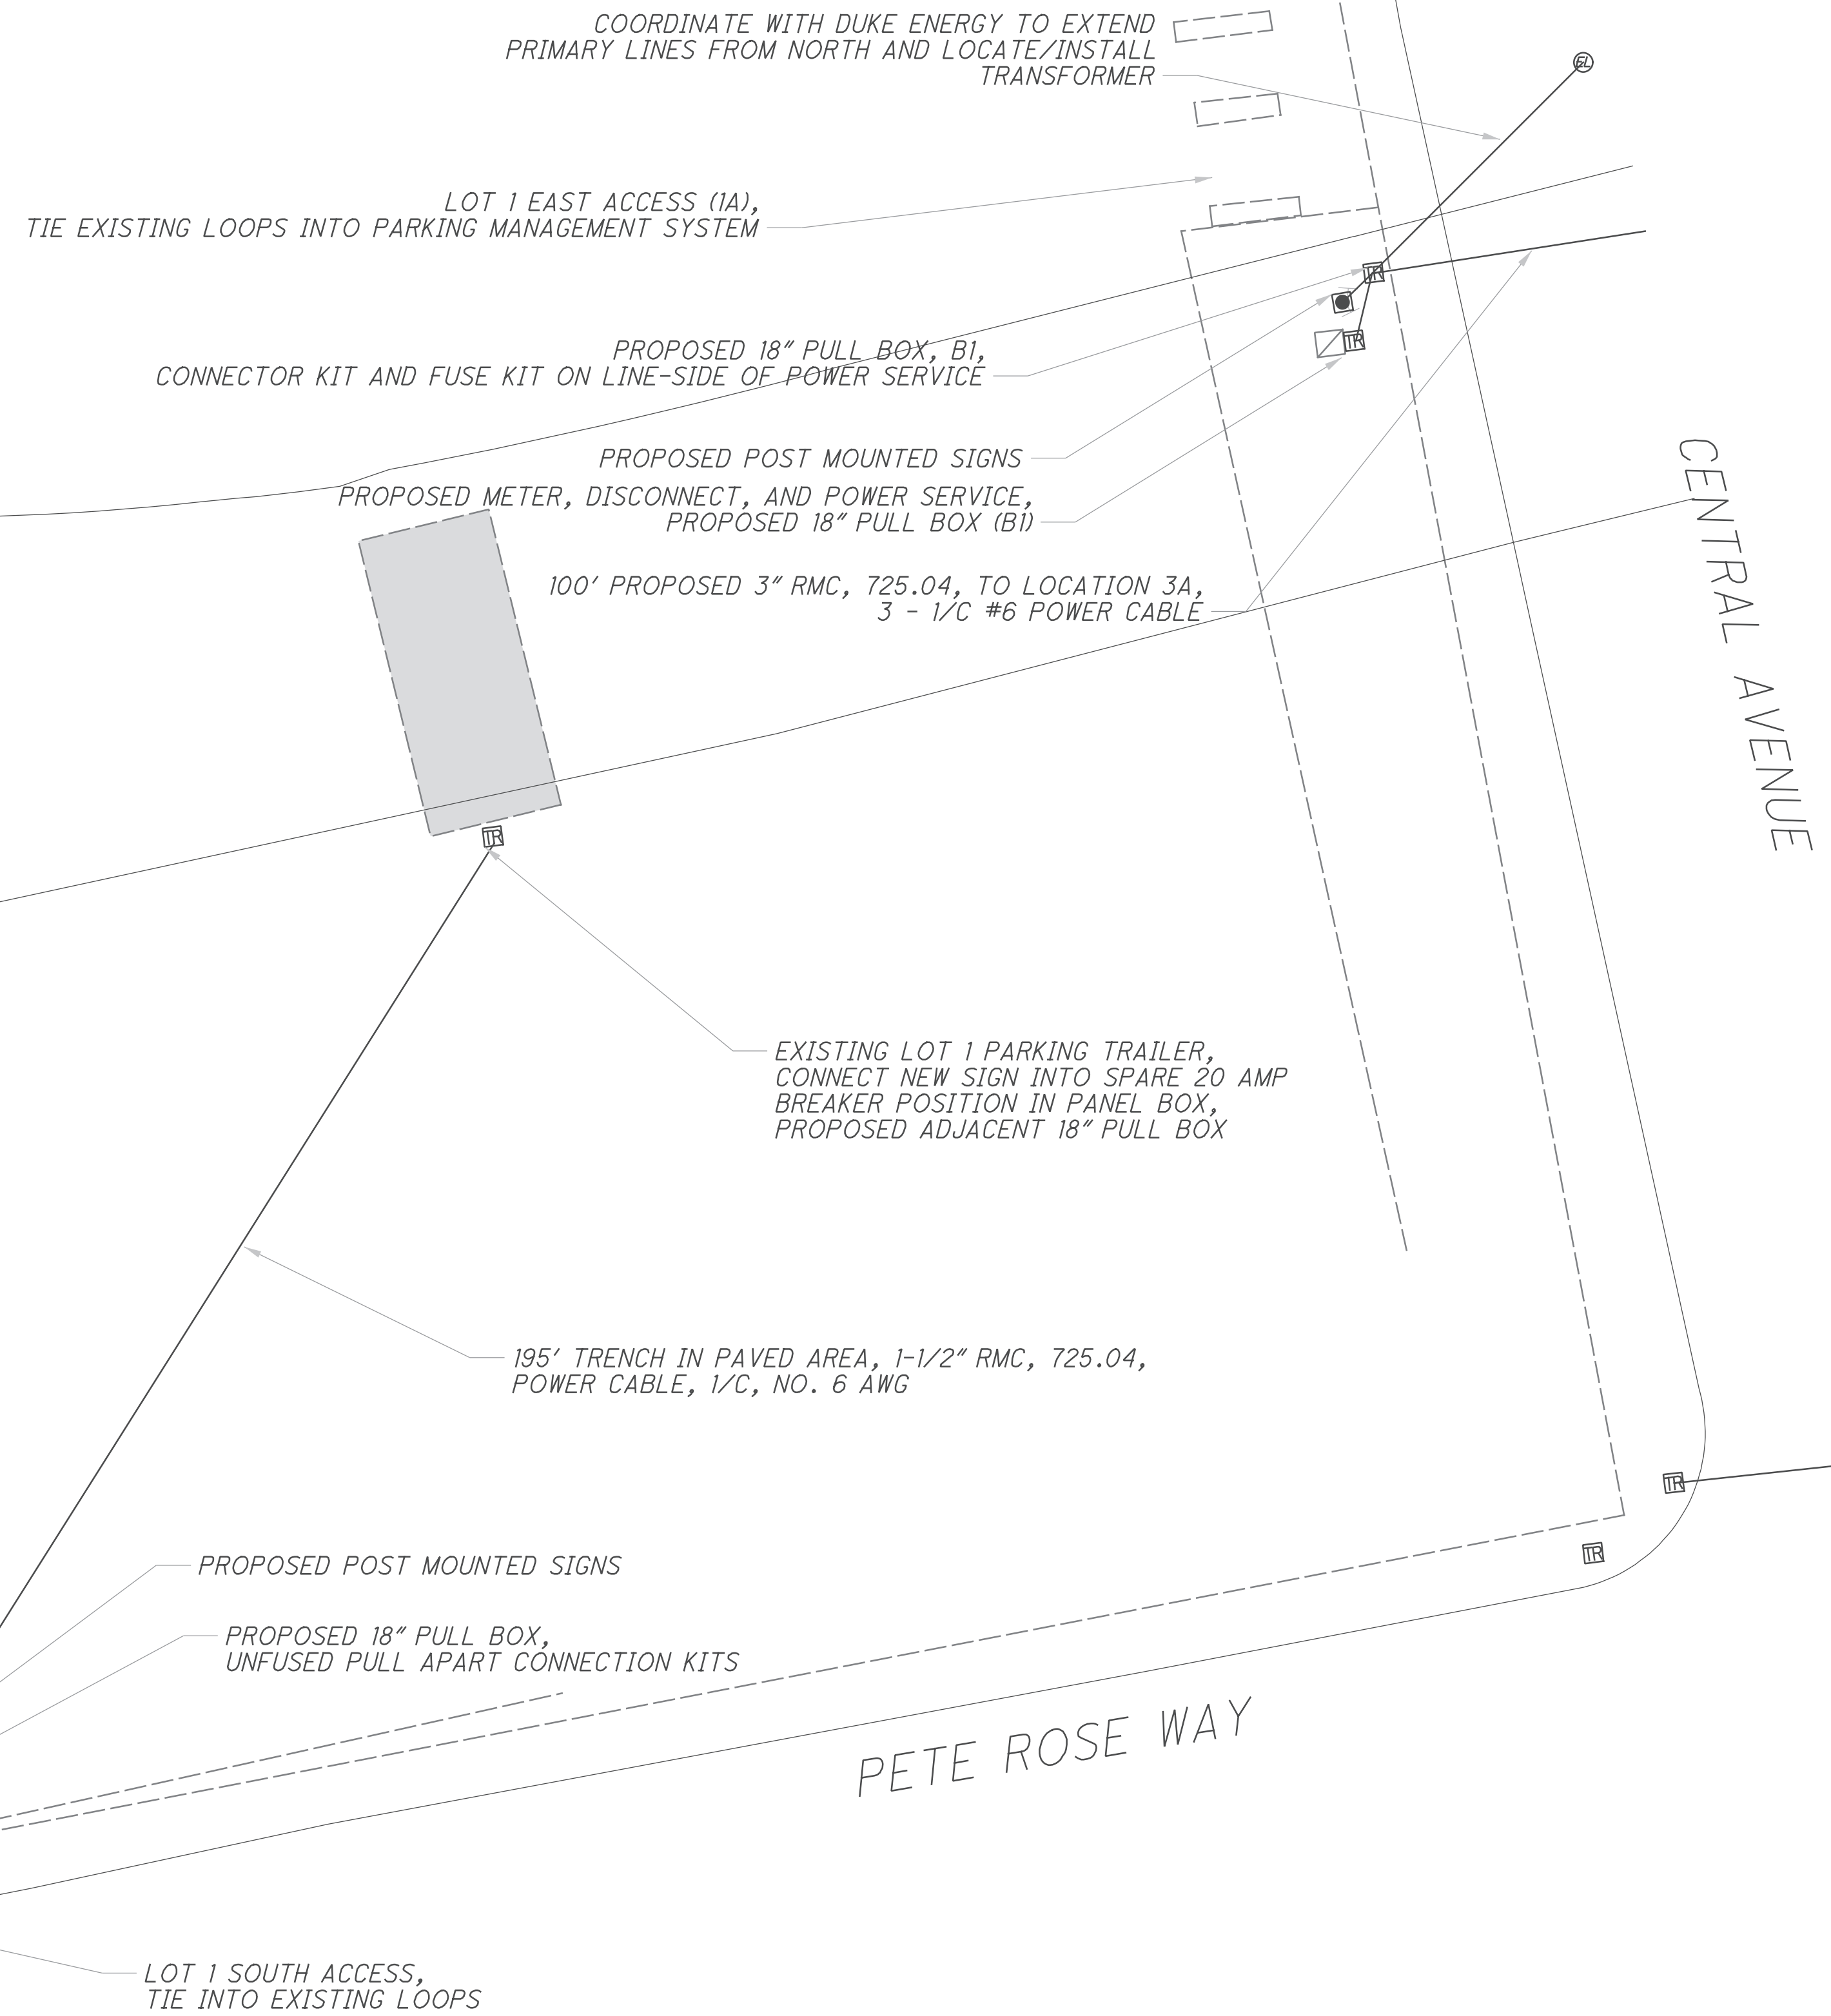 COORDINATE WITH DUKE ENERGY TO EXTEND
PRIMARY LINES FROM NORTH AND LOCATE/INSTALL
TRANSFORMER
EL
LOT 1 EAST ACCESS (1A),
TIE EXISTING LOOPS INTO PARKING MANAGEMENT SYSTEM
TR
TR
PROPOSED 18" PULL BOX, B1,
CONNECTOR KIT AND FUSE KIT ON LINE-SIDE OF POWER SERVICE
PROPOSED POST MOUNTED SIGNS
PROPOSED METER, DISCONNECT, AND POWER SERVICE,
PROPOSED 18" PULL BOX (B1)
100' PROPOSED 3" RMC, 725.04, TO LOCATION 3A,
3 - 1/C #6 POWER CABLE
CENTRAL AVENUE
TR
EXISTING LOT 1 PARKING TRAILER,
CONNECT NEW SIGN INTO SPARE 20 AMP
BREAKER POSITION IN PANEL BOX,
PROPOSED ADJACENT 18" PULL BOX
195' TRENCH IN PAVED AREA, 1-1/2" RMC, 725.04,
POWER CABLE, 1/C, NO. 6 AWG
TR
TR
PROPOSED POST MOUNTED SIGNS
PROPOSED 18" PULL BOX,
UNFUSED PULL APART CONNECTION KITS
PETE ROSE WAY
LOT 1 SOUTH ACCESS,
TIE INTO EXISTING LOOPS